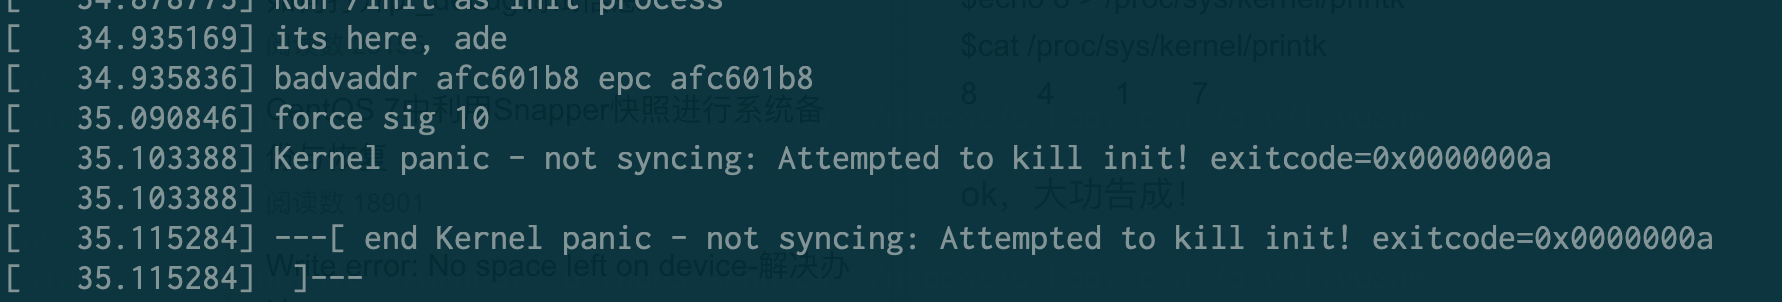 [   34.878773] Run /init as init process
$echo 8 > /proc/sys/kernel/printk
[   34.935169] its here, ade
$cat /proc/sys/kernel/printk
[   34.935836] badvaddr afc601b8 epc afc601b8
8 4 1 7
CentOS 7中利用Snapper快照进行系统备
[   35.090846] force sig 10
[   35.103388] Kernel panic - not syncing: Attempted to kill init! exitcode=0x0000000a
[   35.103388]
阅读数 18901
ok, 大功告成!
[   35.115284] ---[ end Kernel panic - not syncing: Attempted to kill init! exitcode=0x0000000a
Write error: No space left on device-解决办
[   35.115284]  ]---